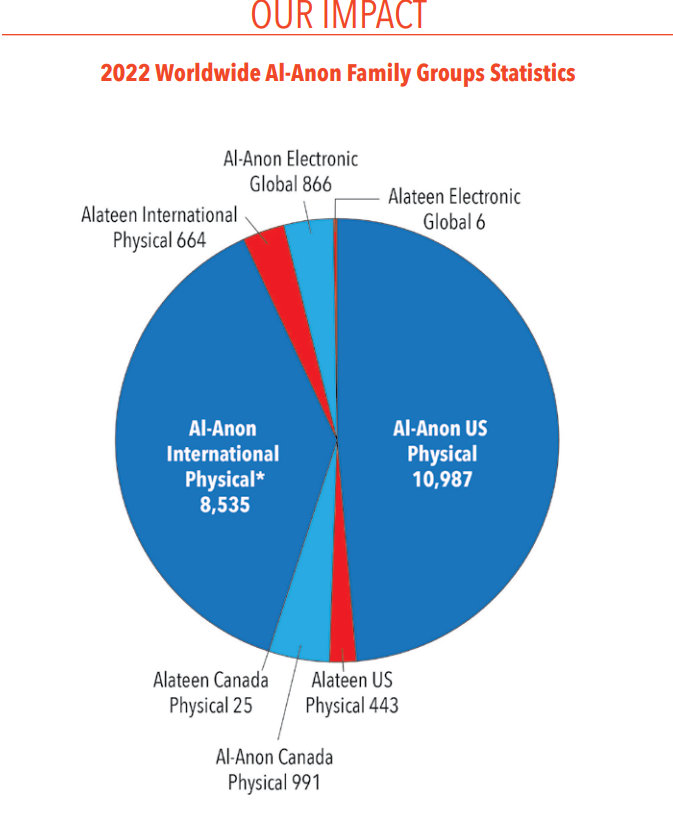 OUR IMPACT
2022 Worldwide Al-Anon Family Groups Statistics
Al-Anon Electronic
Global 866
Alateen Electronic
Global 6
Alateen International
Physical 664
Al-Anon
International
Physical*
8,535
Al-Anon US
Physical
10,987
Alateen Canada
Physical 25
Alateen US
Physical 443
Al-Anon Canada
Physical 991